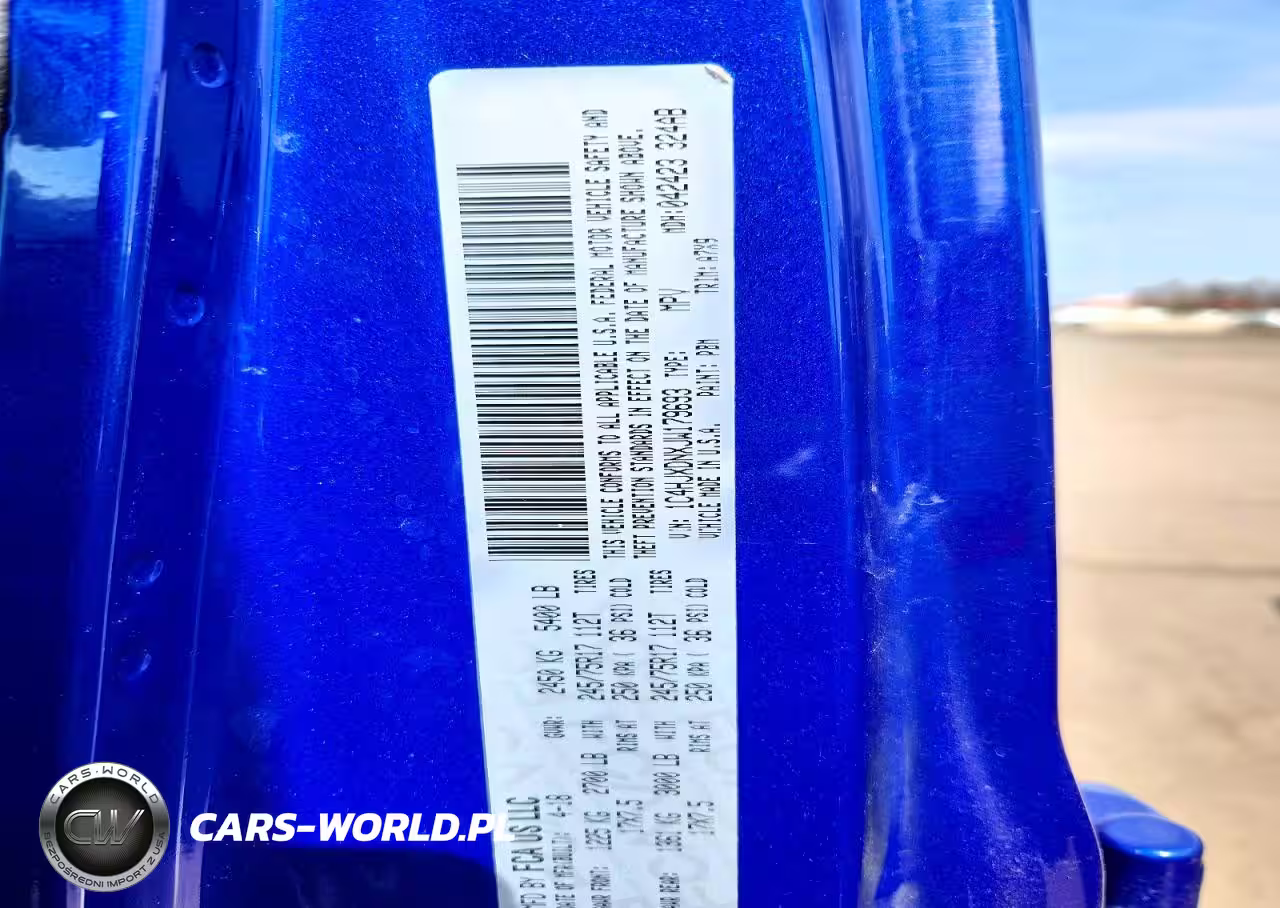 MFD BY FCA US LLC
DATE OF MFR(BUILT): 4-18 GVWR: 2450 KG 5400 LB
GAWR FRONT: 1225 KG 2700 LB WITH 245/75R17 112T TIRES
17X7.5 RIMS AT 250 KPA( 36 PSI) COLD
GAWR REAR: 1361 KG 3000 LB WITH 245/75R17 112T TIRES
17X7.5 RIMS AT 250 KPA( 36 PSI) COLD
THIS VEHICLE CONFORMS TO ALL APPLICABLE U.S.A. FEDERAL MOTOR VEHICLE SAFETY AND
THEFT PREVENTION STANDARDS IN EFFECT ON THE DATE OF MANUFACTURE SHOWN ABOVE.
VIN: 1C4HJXDNXJW179693 TYPE: MPV MDH:042423 324AB
VEHICLE MADE IN U.S.A. PAINT: PBM TRIM: A7X9
CARS-WORLD
CW
BEZPOŚREDNI IMPORT Z USA
CARS-WORLD.PL